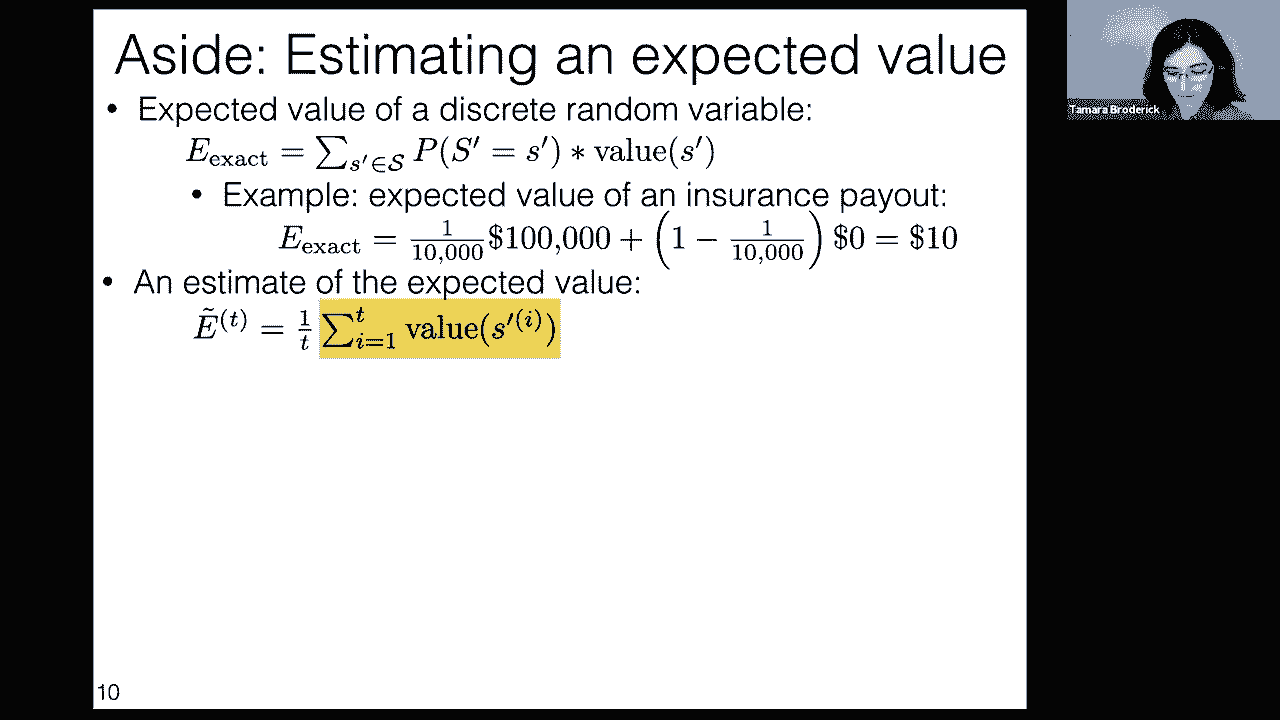 Aside: Estimating an expected value
• Expected value of a discrete random variable:
$E_{\text{exact}} = \sum_{s' \in \mathcal{S}} P(S' = s') * \text{value}(s')$
• Example: expected value of an insurance payout:
$E_{\text{exact}} = \frac{1}{10,000} \$100,000 + \left(1 - \frac{1}{10,000}\right) \$0 = \$10$
• An estimate of the expected value:
$\tilde{E}^{(t)} = \frac{1}{t} \sum_{i=1}^{t} \text{value}(s'^{(i)})$
10
Tamara Broderick